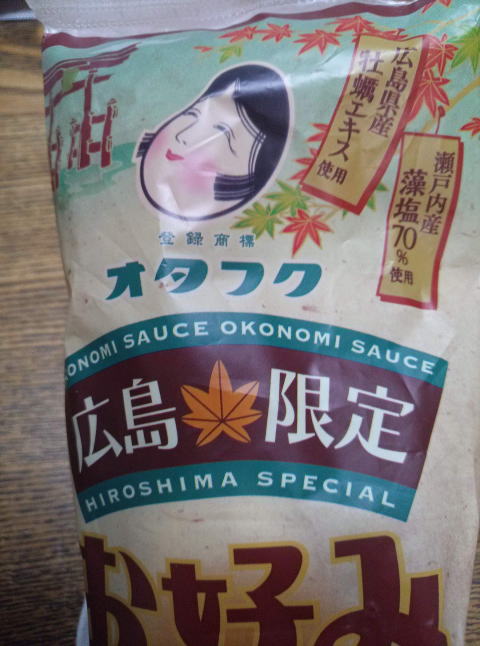 広島県産
牡蠣エキス
使用
瀬戸内産
藻塩70%
使用
登録商標
オタフク
ONOMI SAUCE OKONOMI SAUCE
広島 限定
HIROSHIMA SPECIAL
お好み